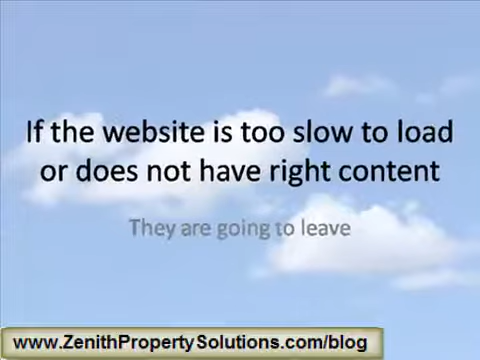 If the website is too slow to load
or does not have right content
They are going to leave
www.ZenithPropertySolutions.com/blog